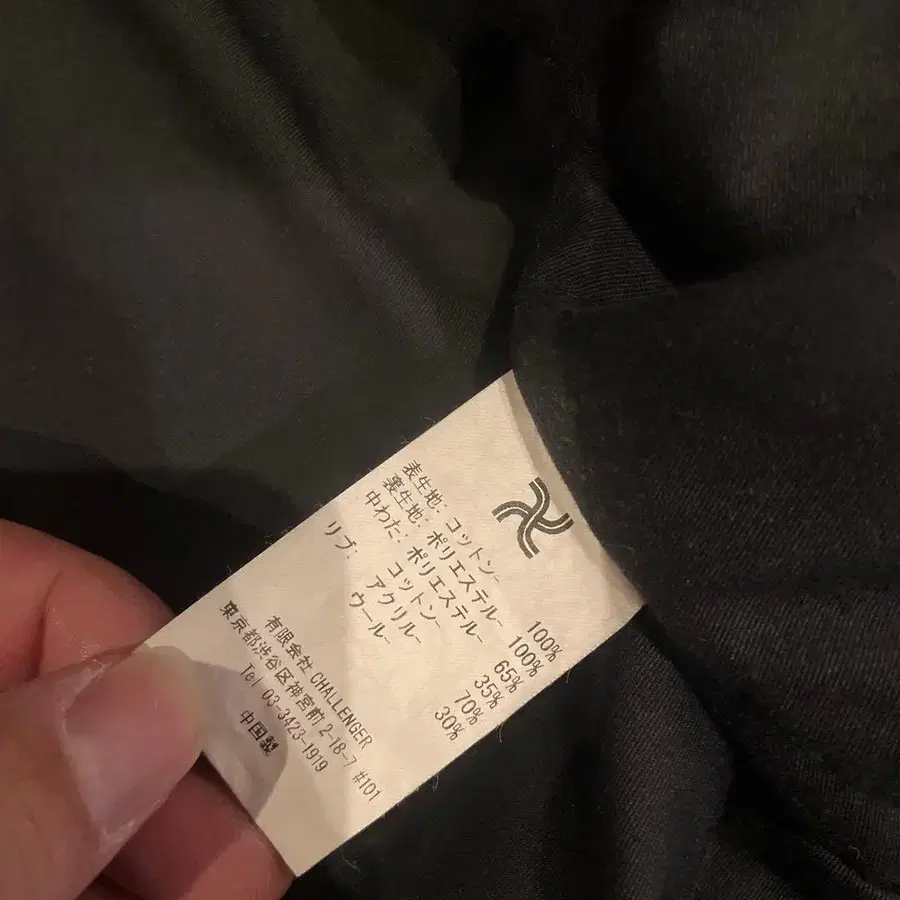 表生地: コットン- 100%
裏生地: ポリエステル- 100%
中わた: ポリエステル- 65%
コットン- 35%
リブ: アクリル- 70%
ウール- 30%
有限会社 CHALLENGER
東京都渋谷区神宮前 2-18-7 #101
Tel 03-3423-1919
中国製